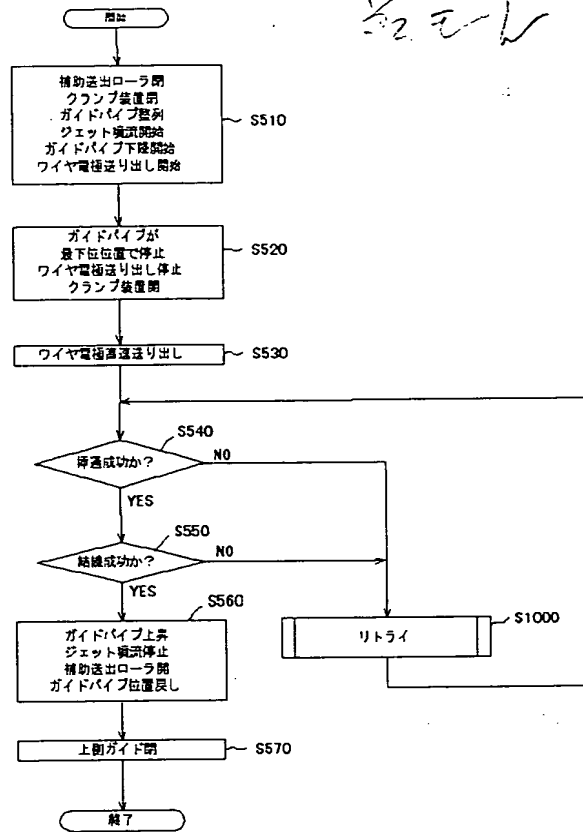 開始
補助送出ローラ閉
クランプ装置閉
ガイドパイプ整列
ジェット噴流開始
ガイドパイプ下降開始
ワイヤ電極送り出し開始
S510
ガイドパイプが
最下位位置で停止
ワイヤ電極送り出し停止
クランプ装置開
S520
ワイヤ電極高速送り出し
S530
S540
挿通成功か?
NO
YES
S550
結線成功か?
NO
YES
S560
ガイドパイプ上昇
ジェット噴流停止
補助送出ローラ開
ガイドパイプ位置戻し
リトライ
S1000
上側ガイド閉
S570
終了